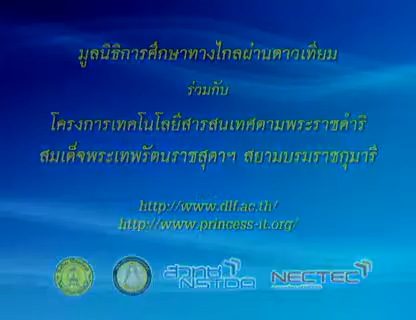 มูลนิธิการศึกษาทางไกลผ่านดาวเทียม
ร่วมกับ
โครงการเทคโนโลยีสารสนเทศตามพระราชดำริ
สมเด็จพระเทพรัตนราชสุดาฯ สยามบรมราชกุมารี
http://www.dlf.ac.th/
http://www.princess-it.org/
สวทช
NSTDA
NECTEC